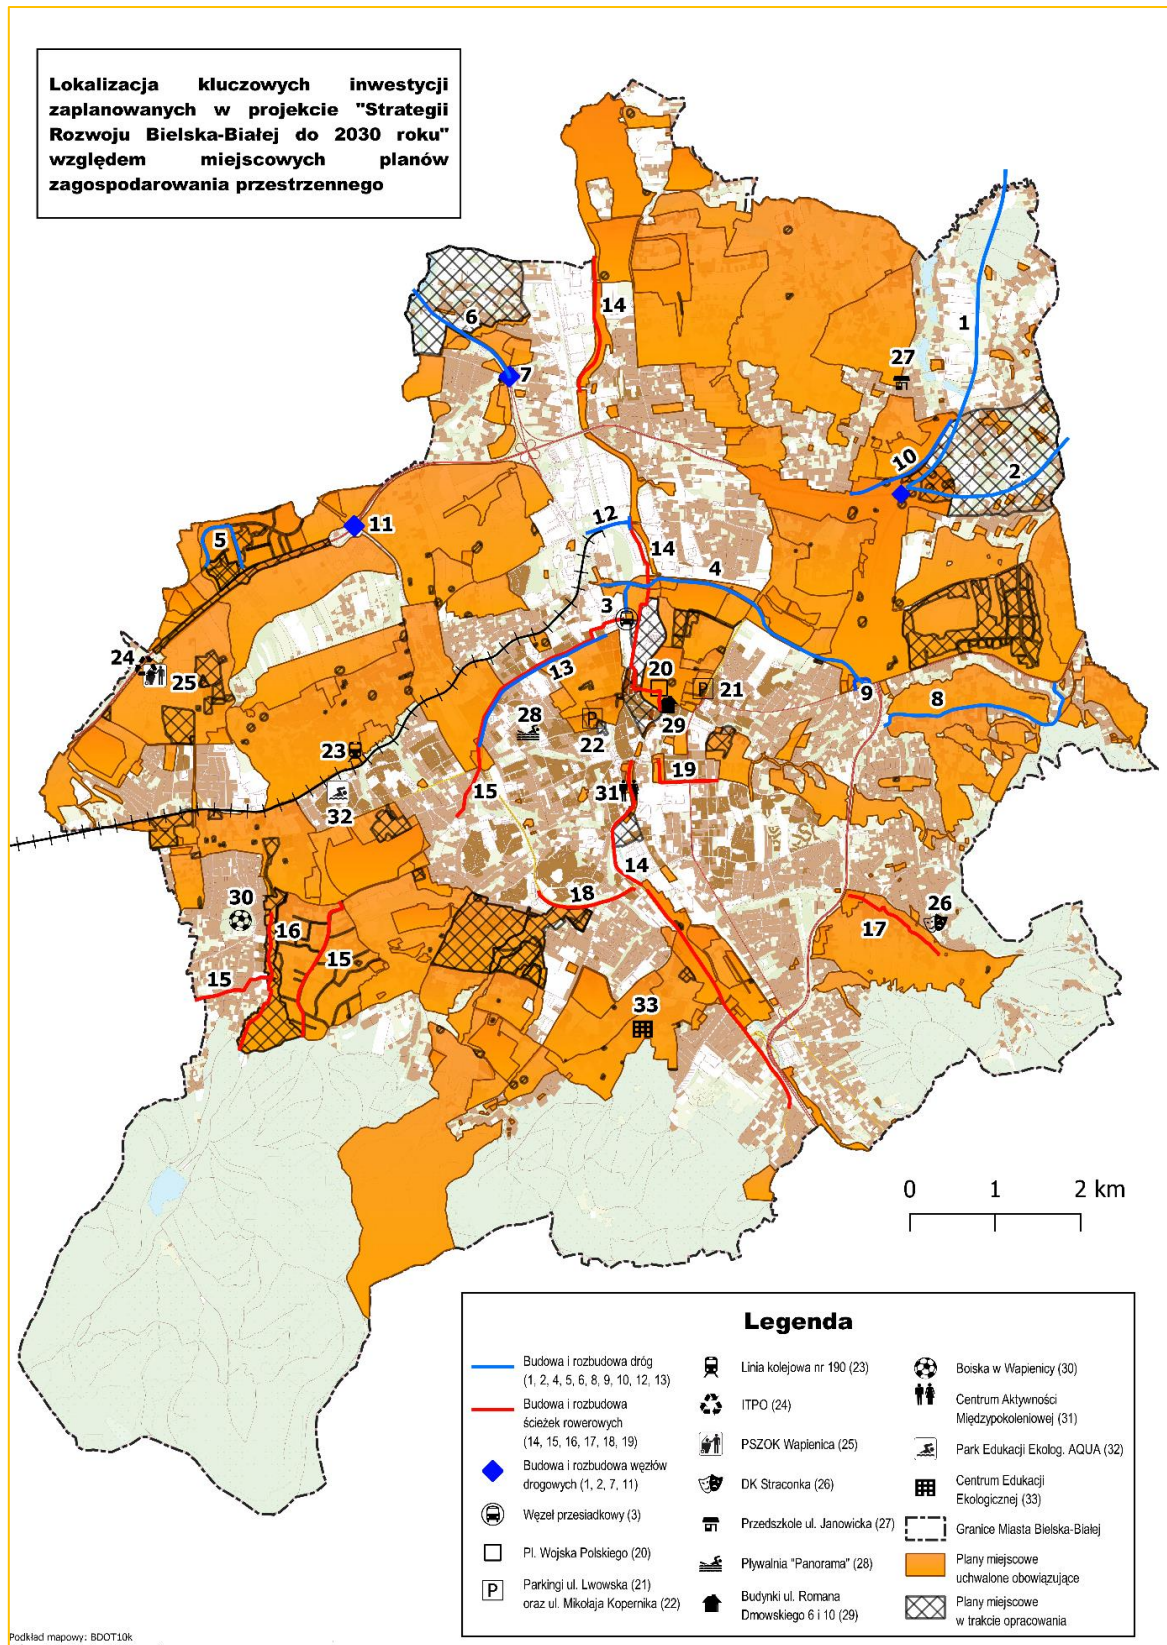 Lokalizacja kluczowych inwestycji
zaplanowanych w projekcie "Strategii
Rozwoju Bielska-Białej do 2030 roku"
względem miejscowych planów
zagospodarowania przestrzennego
1
14
6
27
7
10
2
12
11
5
14
4
3
24
13
20
25
21
9
8
28
29
22
23
19
15
31
32
14
18
30
26
16
17
15
15
33
0 1 2 km
Legenda
Budowa i rozbudowa dróg
(1, 2, 4, 5, 6, 8, 9, 10, 12, 13)
Budowa i rozbudowa
ścieżek rowerowych
(14, 15, 16, 17, 18, 19)
Budowa i rozbudowa węzłów
drogowych (1, 2, 7, 11)
Węzeł przesiadkowy (3)
Pl. Wojska Polskiego (20)
P
Parkingi ul. Lwowska (21)
oraz ul. Mikołaja Kopernika (22)
Linia kolejowa nr 190 (23)
ITPO (24)
PSZOK Wapienica (25)
DK Straconka (26)
Przedszkole ul. Janowicka (27)
Pływalnia "Panorama" (28)
Budynki ul. Romana
Dmowskiego 6 i 10 (29)
Boiska w Wapienicy (30)
Centrum Aktywności
Międzypokoleniowej (31)
Park Edukacji Ekolog. AQUA (32)
Centrum Edukacji
Ekologicznej (33)
Granice Miasta Bielska-Białej
Plany miejscowe
uchwalone obowiązujące
Plany miejscowe
w trakcie opracowania
Podkład mapowy: BDOT10k